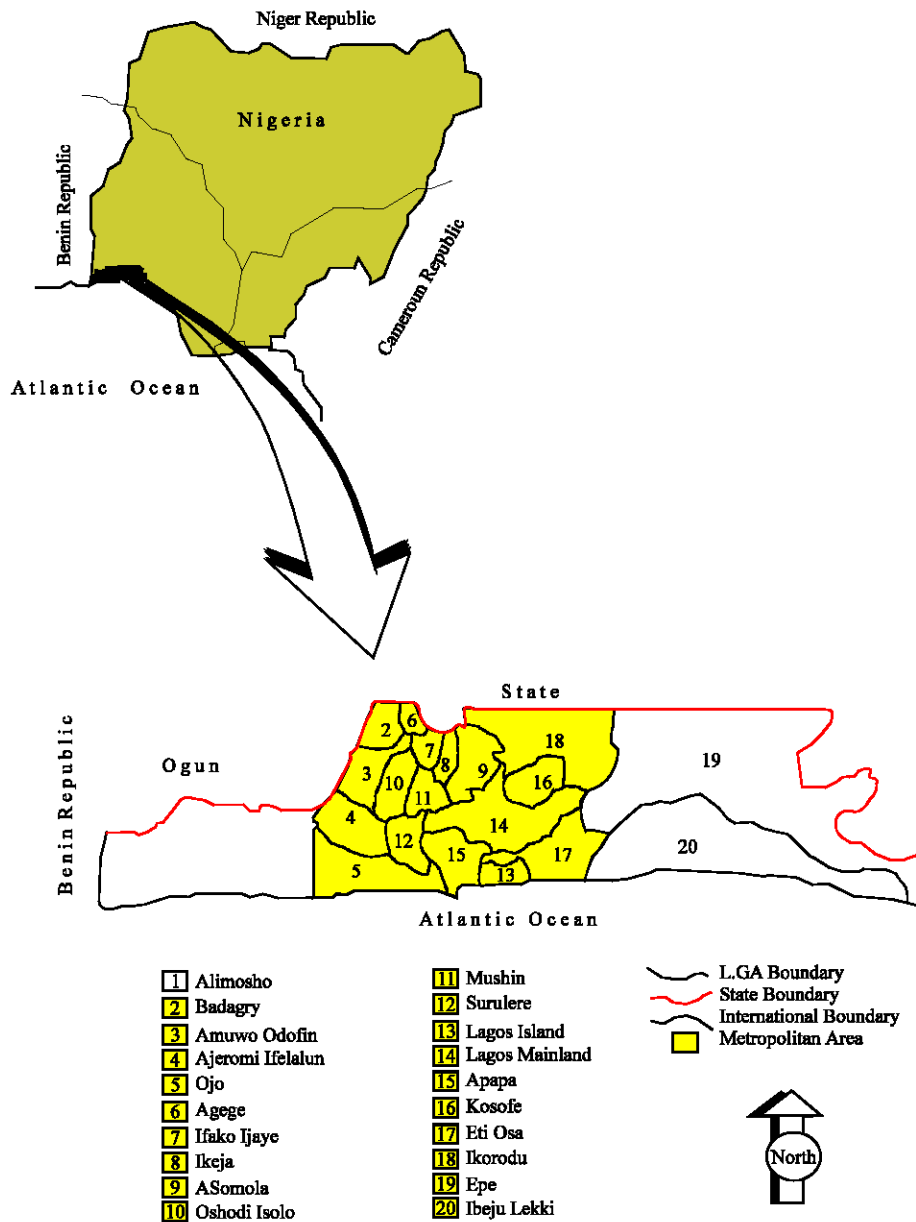 Niger Republic
Nigeria
Benin Republic
Cameroun Republic
Atlantic Ocean
State
Ogun
Benin Republic
2
6
7
8
9
18
19
3
10
11
16
4
12
14
15
13
17
20
5
Atlantic Ocean
1 Alimosho
2 Badagry
3 Amuwo Odofin
4 Ajeromi Ifelalun
5 Ojo
6 Agege
7 Ifako Ijaye
8 Ikeja
9 ASomola
10 Oshodi Isolo
11 Mushin
12 Surulere
13 Lagos Island
14 Lagos Mainland
15 Apapa
16 Kosofe
17 Eti Osa
18 Ikorodu
19 Epe
20 Ibeju Lekki
L.GA Boundary
State Boundary
International Boundary
Metropolitan Area
North